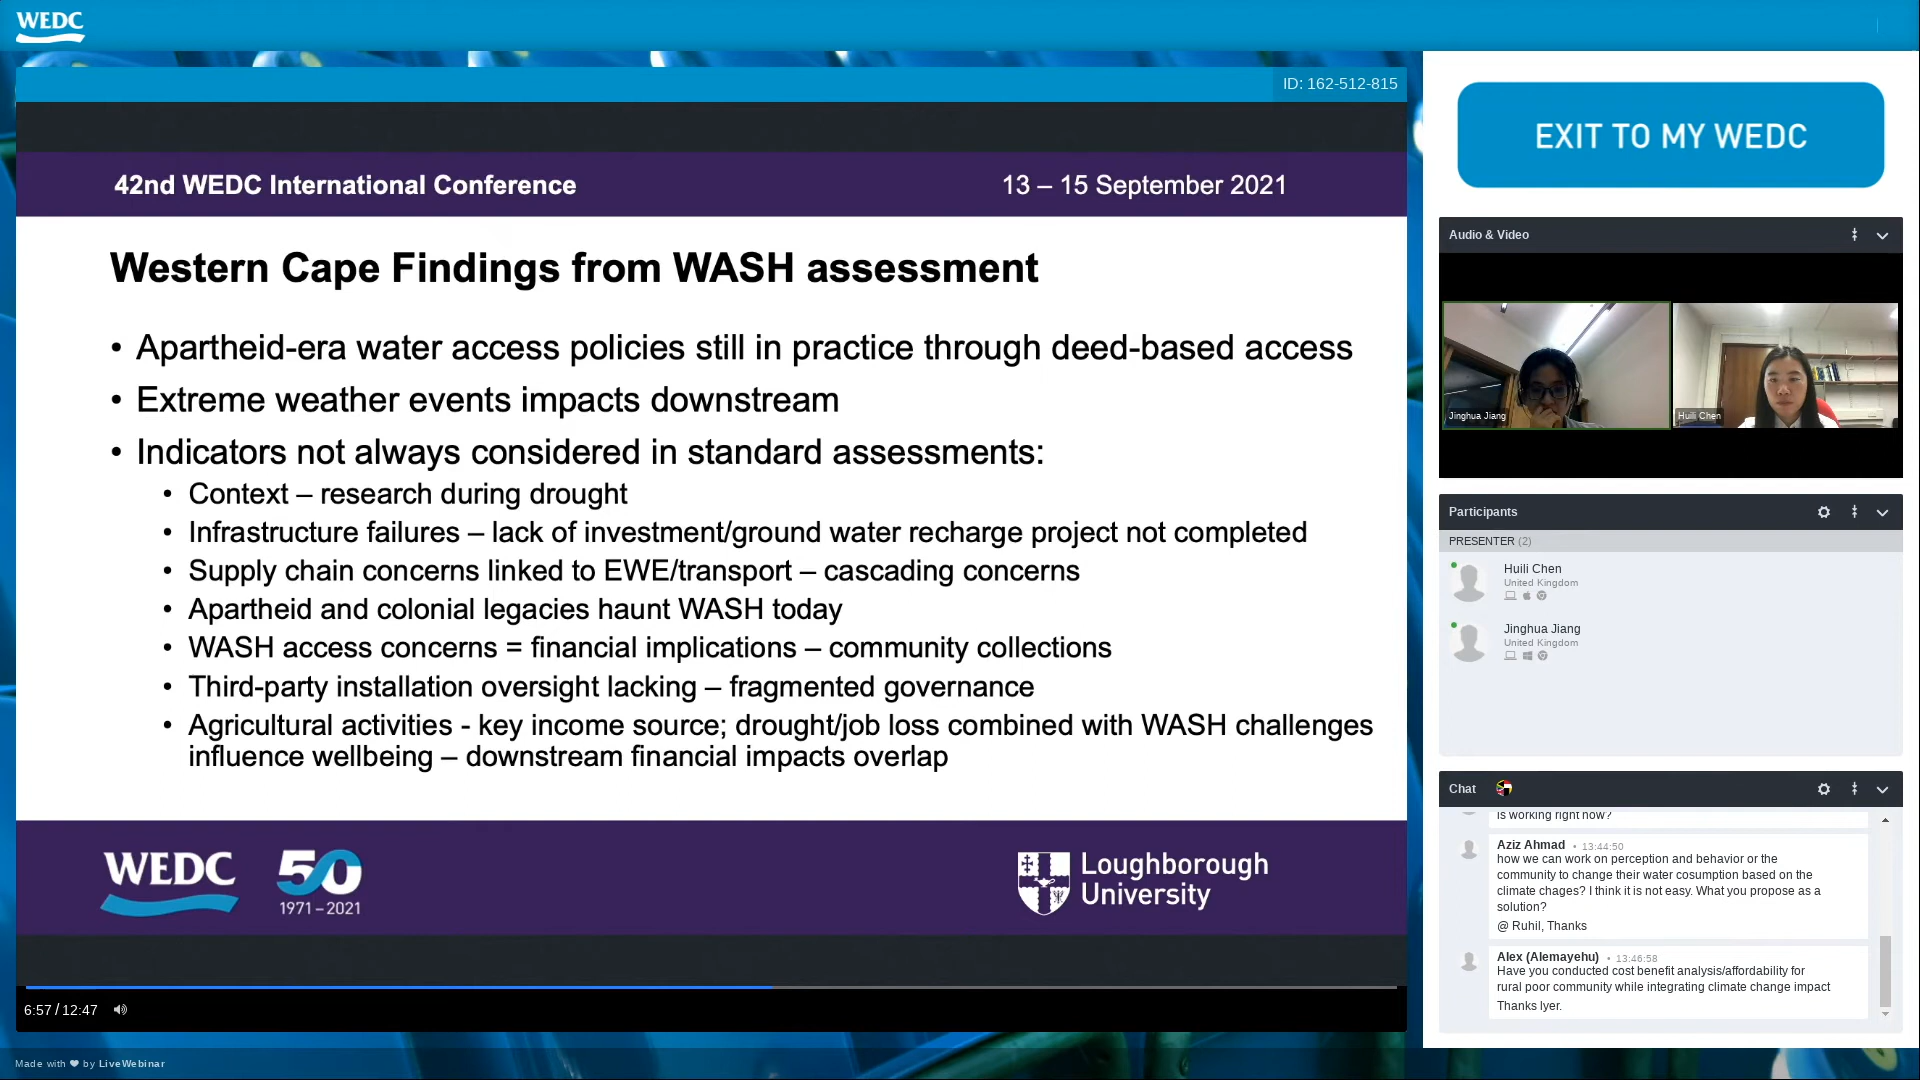 WEDC
ID: 162-512-815
42nd WEDC International Conference
13 – 15 September 2021
Western Cape Findings from WASH assessment
• Apartheid-era water access policies still in practice through deed-based access
• Extreme weather events impacts downstream
• Indicators not always considered in standard assessments:
• Context – research during drought
• Infrastructure failures – lack of investment/ground water recharge project not completed
• Supply chain concerns linked to EWE/transport – cascading concerns
• Apartheid and colonial legacies haunt WASH today
• WASH access concerns = financial implications – community collections
• Third-party installation oversight lacking – fragmented governance
• Agricultural activities - key income source; drought/job loss combined with WASH challenges
influence wellbeing – downstream financial impacts overlap
WEDC
50
1971 – 2021
Loughborough
University
6:57 / 12:47
Made with ❤ by LiveWebinar
EXIT TO MY WEDC
Audio & Video
Jinghua Jiang
Huili Chen
Participants
PRESENTER (2)
Huili Chen
United Kingdom
Jinghua Jiang
United Kingdom
Chat
is working right now?
Aziz Ahmad • 13:44:50
how we can work on perception and behavior or the
community to change their water cosumption based on the
climate chages? I think it is not easy. What you propose as a
solution?
@ Ruhil, Thanks
Alex (Alemayehu) • 13:46:58
Have you conducted cost benefit analysis/affordability for
rural poor community while integrating climate change impact
Thanks lyer.